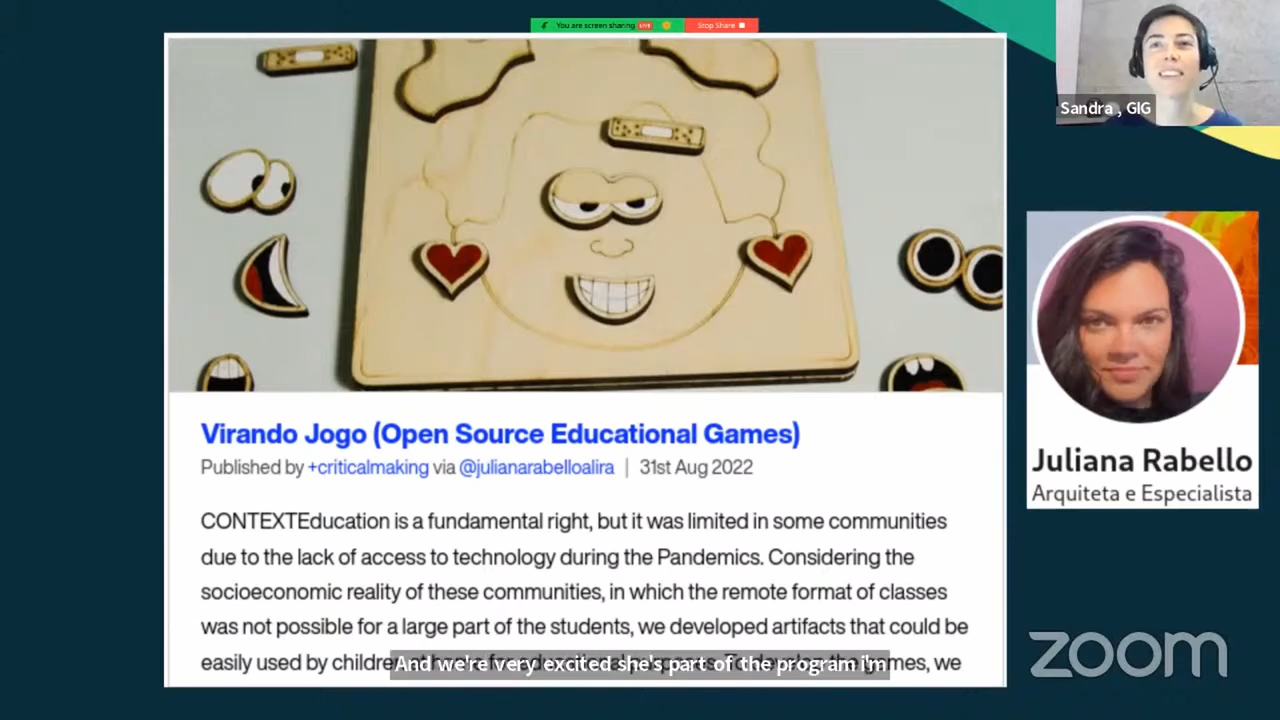 You are screen sharing LIVE
Stop Share
Sandra , GIG
Virando Jogo (Open Source Educational Games)
Published by +criticalmaking via @julianarabelloalira | 31st Aug 2022
CONTEXTEducation is a fundamental right, but it was limited in some communities
due to the lack of access to technology during the Pandemics. Considering the
socioeconomic reality of these communities, in which the remote format of classes
was not possible for a large part of the students, we developed artifacts that could be
easily used by
And we're very excited she's part of the program i'm
we
Juliana Rabello
Arquiteta e Especialista
zoom